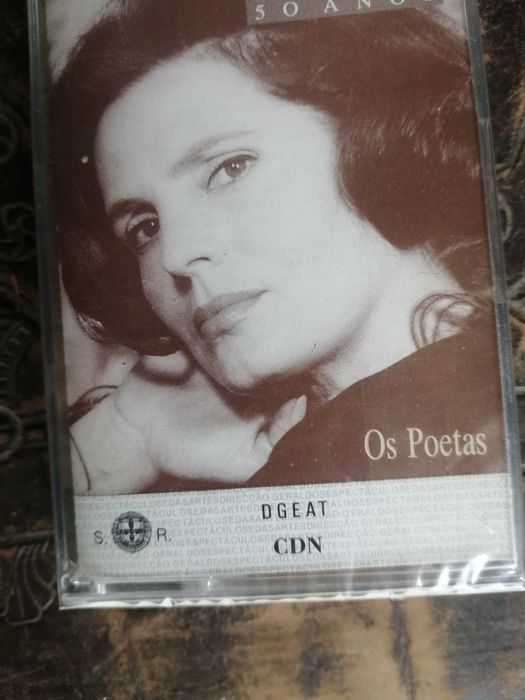 50 ANOS
Os Poetas
DGEAT
S. R.
CDN
DIRECÇÃO-GERAL DOS ESPECTÁCULOS E DAS ARTES